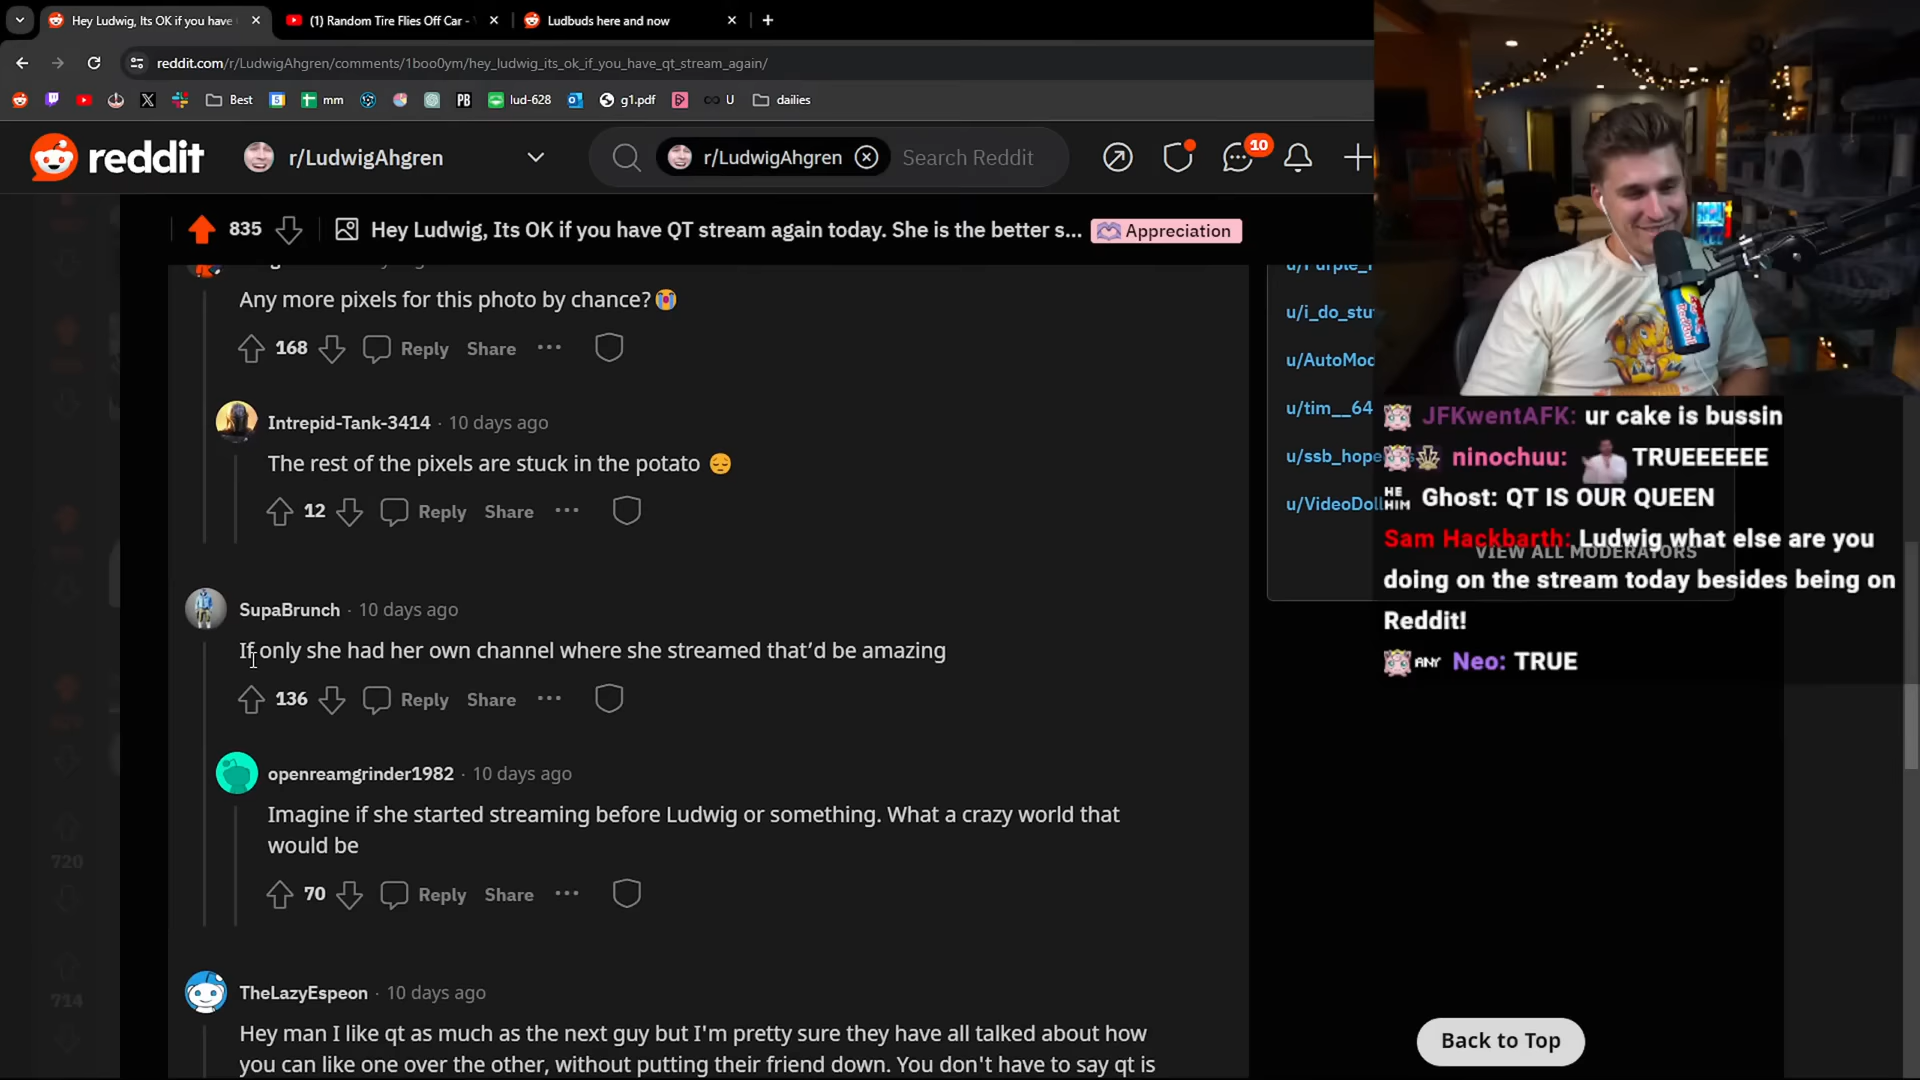 Hey Ludwig, Its OK if you have
(1) Random Tire Flies Off Car -
Ludbuds here and now
reddit.com/r/LudwigAhgren/comments/1boo0ym/hey_ludwig_its_ok_if_you_have_qt_stream_again/
Best
mm
PB
lud-628
g1.pdf
U
dailies
reddit
r/LudwigAhgren
r/LudwigAhgren
Search Reddit
10
835
Hey Ludwig, Its OK if you have QT stream again today. She is the better s...
Appreciation
Any more pixels for this photo by chance?😭
168
Reply
Share
Intrepid-Tank-3414 · 10 days ago
The rest of the pixels are stuck in the potato 😔
12
Reply
Share
SupaBrunch · 10 days ago
If only she had her own channel where she streamed that'd be amazing
136
Reply
Share
openreamgrinder1982 · 10 days ago
Imagine if she started streaming before Ludwig or something. What a crazy world that
would be
70
Reply
Share
TheLazyEspeon · 10 days ago
Hey man I like qt as much as the next guy but I'm pretty sure they have all talked about how
you can like one over the other, without putting their friend down. You don't have to say qt is
720
714
u/i_do_stu
u/AutoMod
u/tim__64
u/ssb_hope
u/VideoDoll
VIEW ALL MODERATORS
JFKwentAFK: ur cake is bussin
ninochuu: TRUEEEEEE
HE
HIM
Ghost: QT IS OUR QUEEN
Sam Hackbarth: Ludwig what else are you
doing on the stream today besides being on
Reddit!
ANY
Neo: TRUE
Back to Top